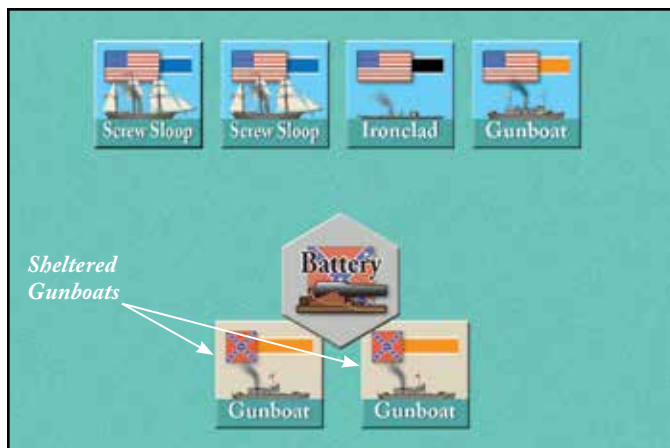 Screw Sloop
Screw Sloop
Ironclad
Gunboat
Battery
Sheltered
Gunboats
Gunboat
Gunboat